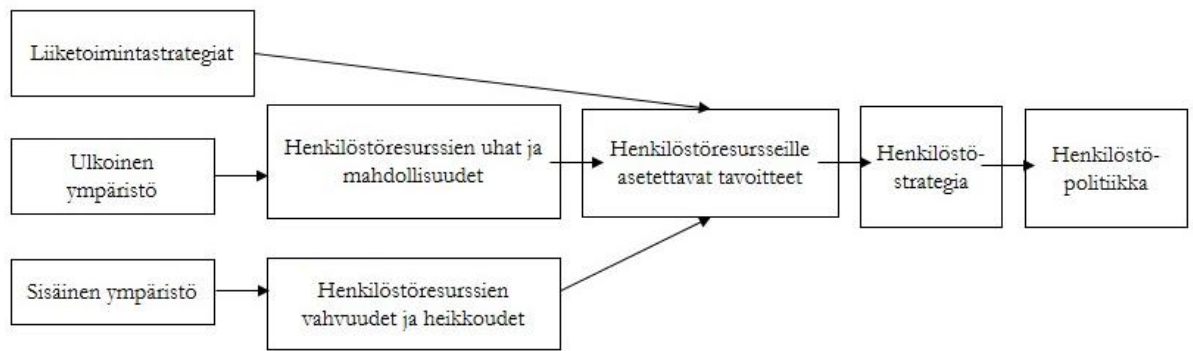 Liiketoimintastrategiat
Ulkoinen
ympäristö
Henkilöstöresurssien uhat ja
mahdollisuudet
Henkilöstöresursseille
asetettavat tavoitteet
Henkilöstö-
strategia
Henkilöstö-
politiikka
Sisäinen ympäristö
Henkilöstöresurssien
vahvuudet ja heikkoudet